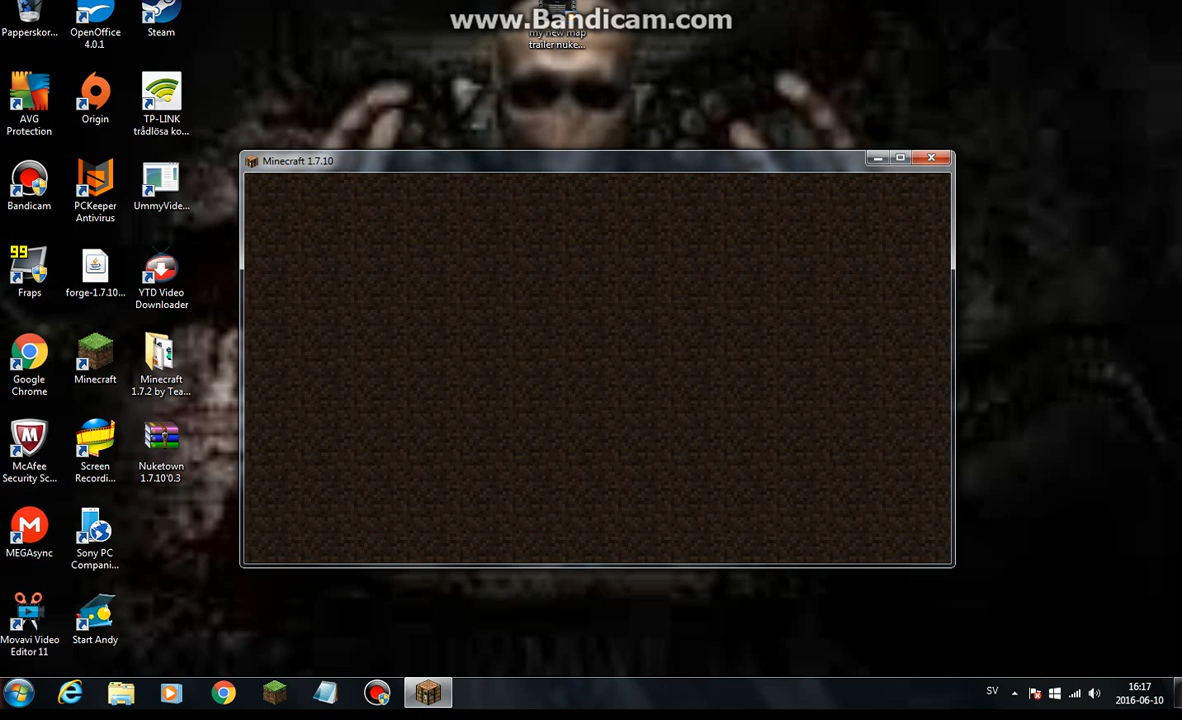 www.Bandicam.com
my new map
trailer nuke...
Papperskor...
OpenOffice
4.0.1
Steam
AVG
Protection
Origin
TP-LINK
trådlösa ko...
Bandicam
PCKeeper
Antivirus
UmmyVide...
99
Fraps
forge-1.7.10...
YTD Video
Downloader
Google
Chrome
Minecraft
Minecraft
1.7.2 by Tea...
McAfee
Security Sc...
Screen
Recordi...
Nuketown
1.7.10'0.3
MEGAsync
Sony PC
Compani...
Movavi Video
Editor 11
Start Andy
Minecraft 1.7.10
SV
16:17
2016-06-10